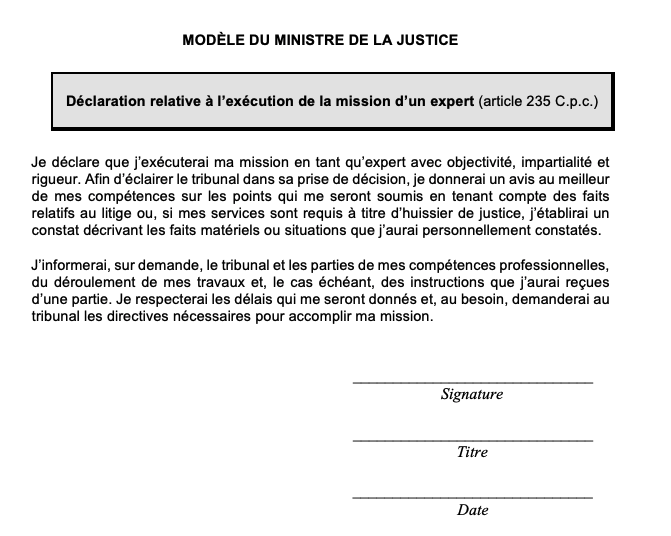 MODÈLE DU MINISTRE DE LA JUSTICE
Déclaration relative à l’exécution de la mission d’un expert (article 235 C.p.c.)
Je déclare que j’exécuterai ma mission en tant qu’expert avec objectivité, impartialité et
rigueur. Afin d’éclairer le tribunal dans sa prise de décision, je donnerai un avis au meilleur
de mes compétences sur les points qui me seront soumis en tenant compte des faits
relatifs au litige ou, si mes services sont requis à titre d’huissier de justice, j’établirai un
constat décrivant les faits matériels ou situations que j’aurai personnellement constatés.
J’informerai, sur demande, le tribunal et les parties de mes compétences professionnelles,
du déroulement de mes travaux et, le cas échéant, des instructions que j’aurai reçues
d’une partie. Je respecterai les délais qui me seront donnés et, au besoin, demanderai au
tribunal les directives nécessaires pour accomplir ma mission.
Signature
Titre
Date